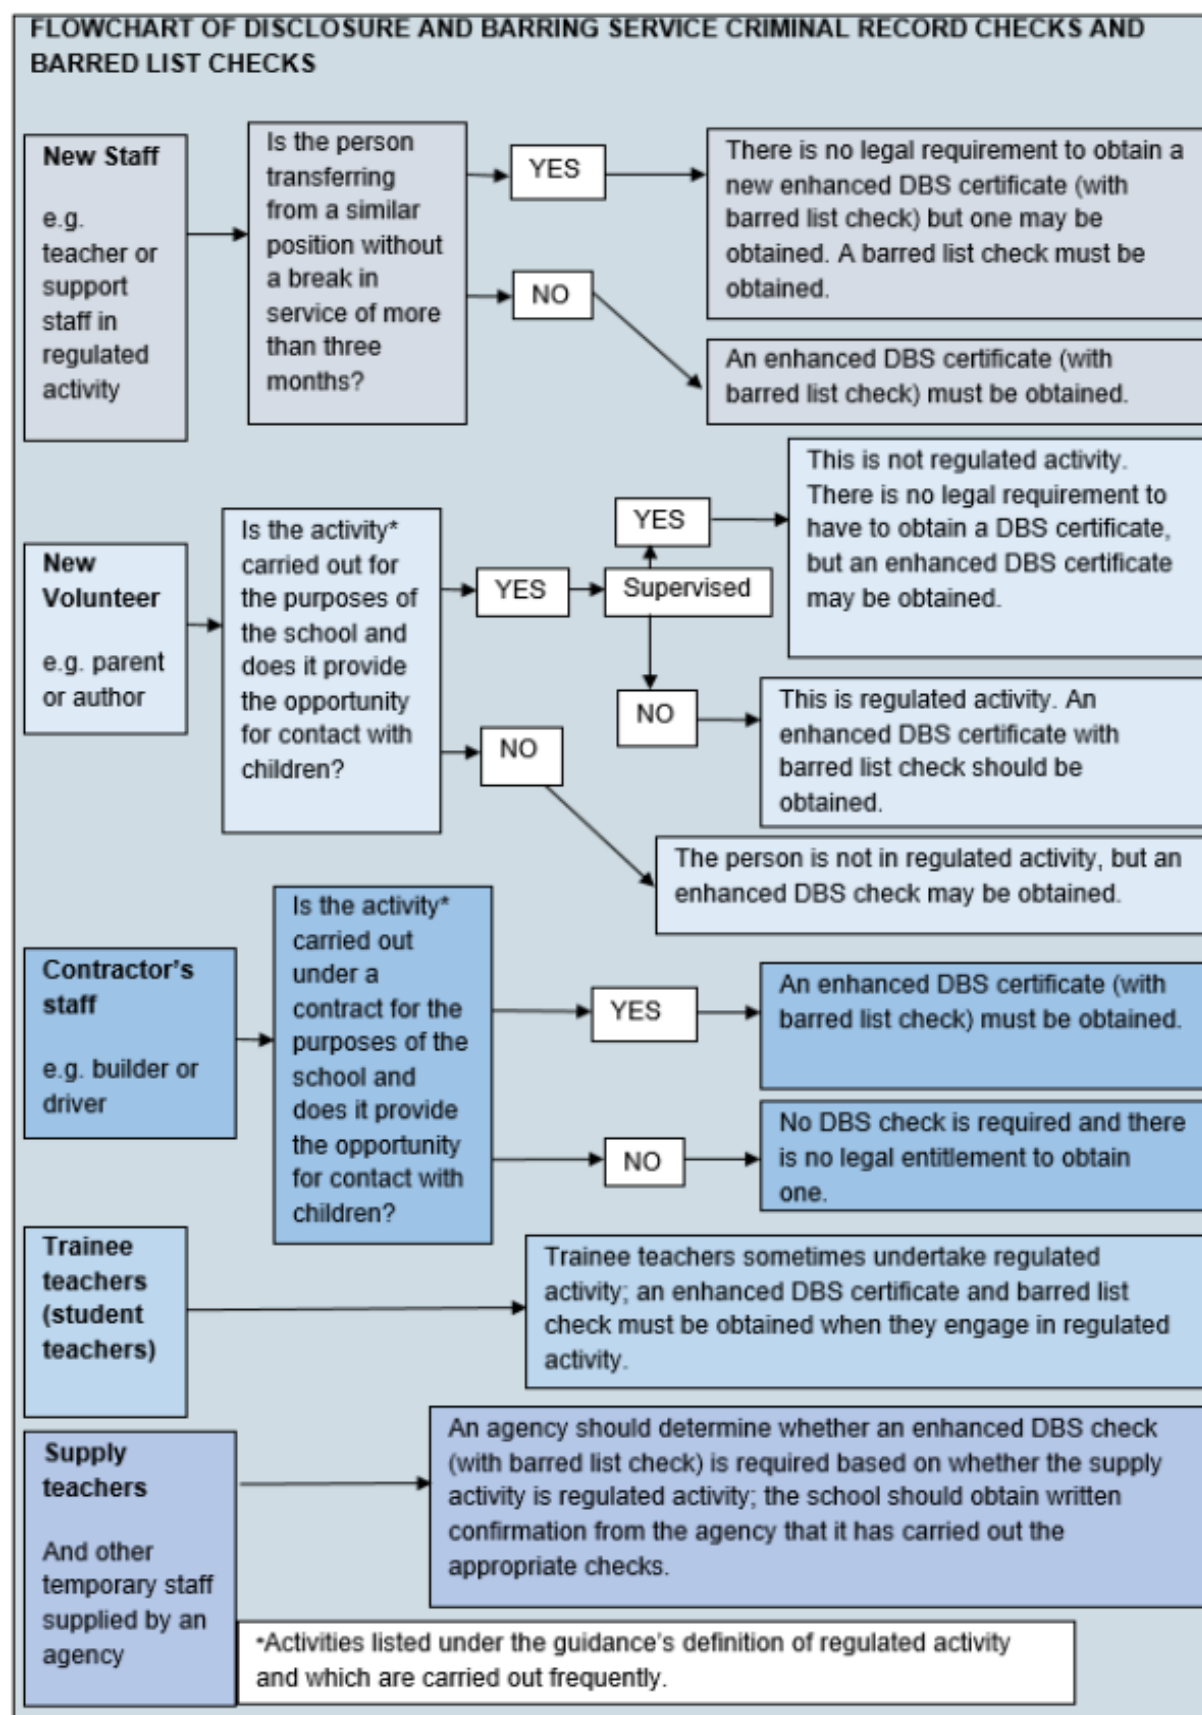 FLOWCHART OF DISCLOSURE AND BARRING SERVICE CRIMINAL RECORD CHECKS AND
BARRED LIST CHECKS
New Staff
e.g.
teacher or
support
staff in
regulated
activity
Is the person
transferring
from a similar
position without
a break in
service of more
than three
months?
YES
There is no legal requirement to obtain a
new enhanced DBS certificate (with
barred list check) but one may be
obtained. A barred list check must be
obtained.
NO
An enhanced DBS certificate (with
barred list check) must be obtained.
New
Volunteer
e.g. parent
or author
Is the activity*
carried out for
the purposes of
the school and
does it provide
the opportunity
for contact with
children?
YES
Supervised
YES
This is not regulated activity.
There is no legal requirement to
have to obtain a DBS certificate,
but an enhanced DBS certificate
may be obtained.
NO
This is regulated activity. An
enhanced DBS certificate with
barred list check should be
obtained.
NO
The person is not in regulated activity, but an
enhanced DBS check may be obtained.
Contractor's
staff
e.g. builder or
driver
Is the activity*
carried out
under a
contract for the
purposes of the
school and
does it provide
the opportunity
for contact with
children?
YES
An enhanced DBS certificate (with
barred list check) must be obtained.
NO
No DBS check is required and there
is no legal entitlement to obtain
one.
Trainee
teachers
(student
teachers)
Trainee teachers sometimes undertake regulated
activity; an enhanced DBS certificate and barred list
check must be obtained when they engage in regulated
activity.
Supply
teachers
And other
temporary staff
supplied by an
agency
An agency should determine whether an enhanced DBS check
(with barred list check) is required based on whether the supply
activity is regulated activity; the school should obtain written
confirmation from the agency that it has carried out the
appropriate checks.
*Activities listed under the guidance's definition of regulated activity
and which are carried out frequently.